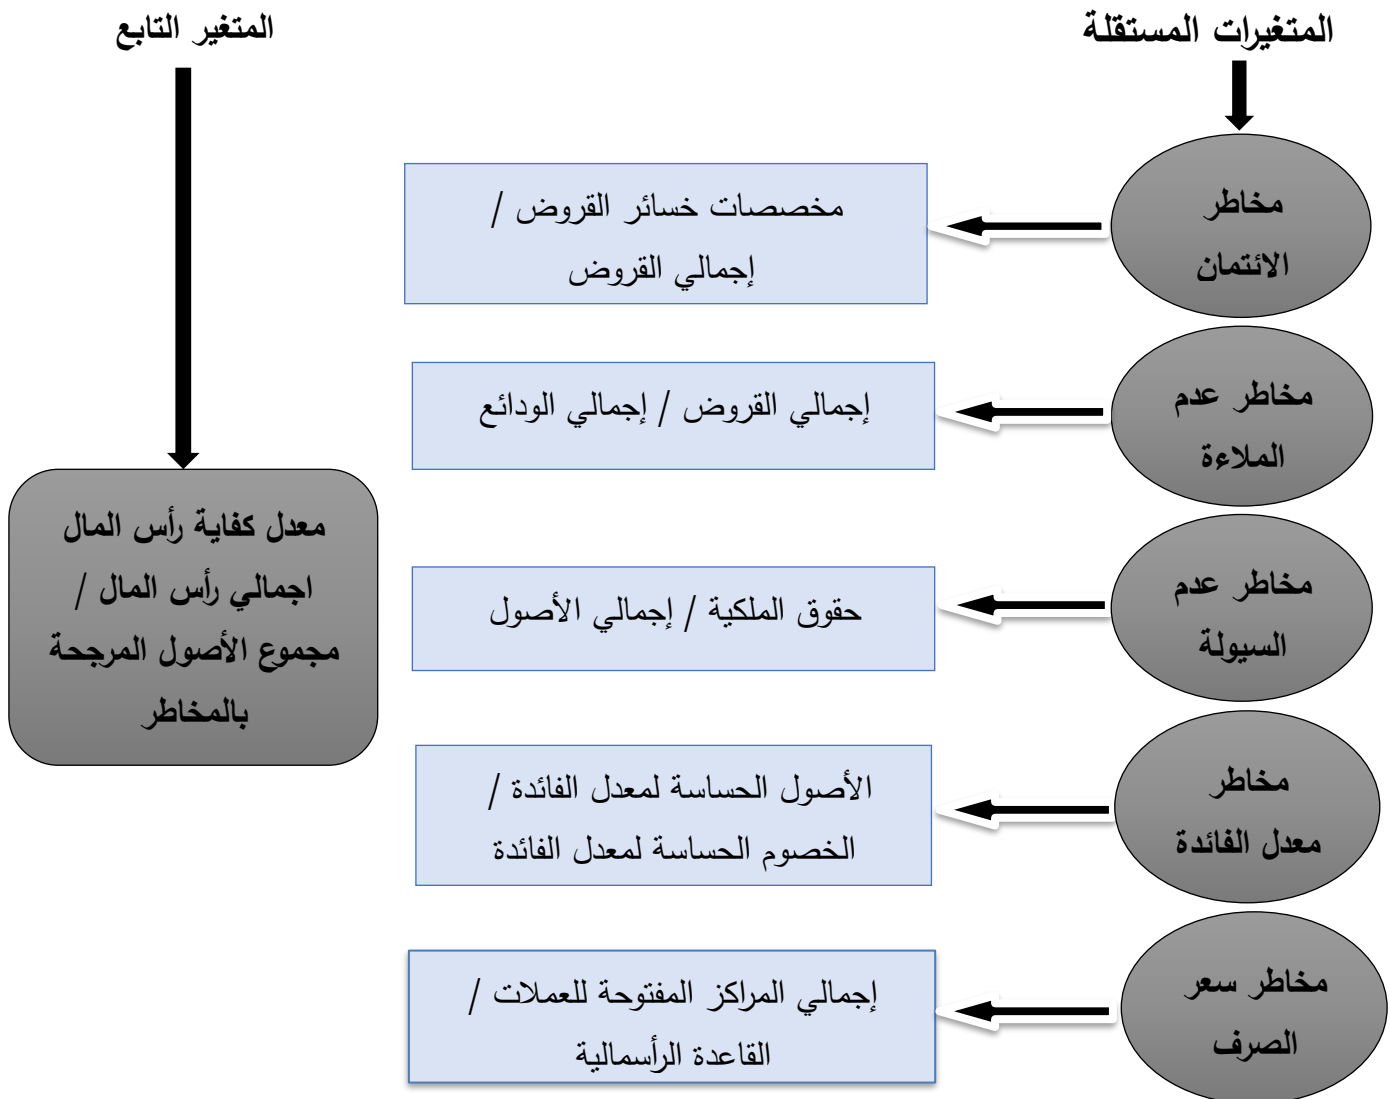 المتغيرات المستقلة
المتغير التابع
مخاطر
الائتمان
مخصصات خسائر القروض /
إجمالي القروض
مخاطر عدم
الملاءة
إجمالي القروض / إجمالي الودائع
مخاطر عدم
السيولة
حقوق الملكية / إجمالي الأصول
مخاطر
معدل الفائدة
الأصول الحساسة لمعدل الفائدة /
الخصوم الحساسة لمعدل الفائدة
مخاطر سعر
الصرف
إجمالي المراكز المفتوحة للعملات /
القاعدة الرأسمالية
معدل كفاية رأس المال
اجمالي رأس المال /
مجموع الأصول المرجحة
بالمخاطر